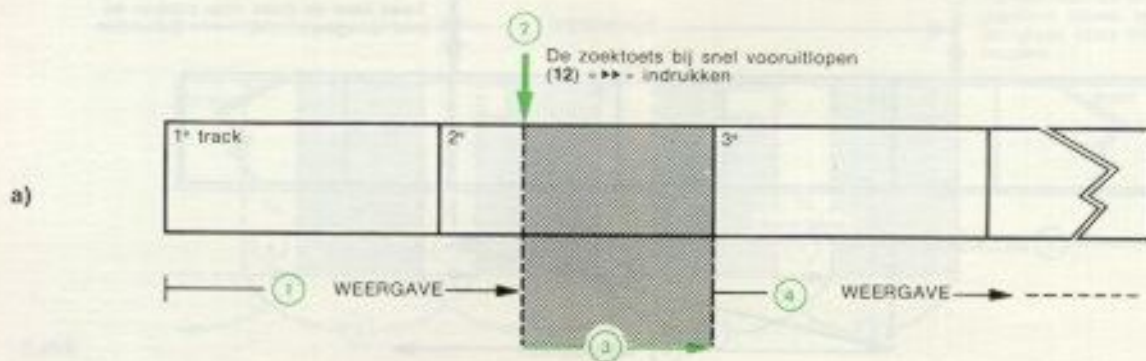 2
De zoektoets bij snel vooruitlopen
(12) «▸▸» indrukken
1ᵉ track
2ᵉ
3ᵉ
a)
1 WEERGAVE
4 WEERGAVE
3